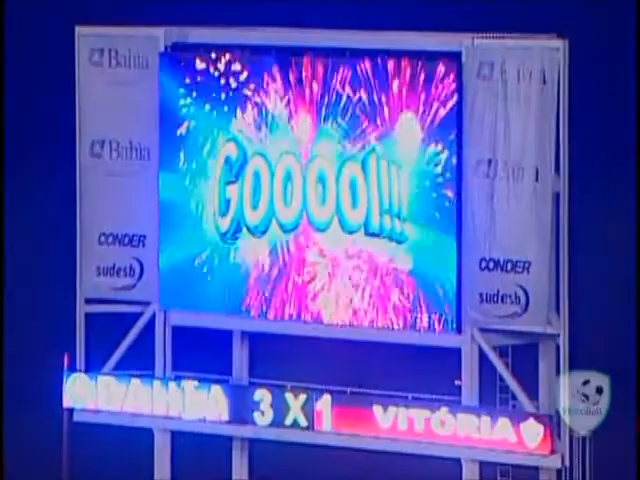 Bahia
Bahia
CONDER
sudesb
Gooool!!!
CONDER
sudesb
BAHIA 3 X 1 VITÓRIA